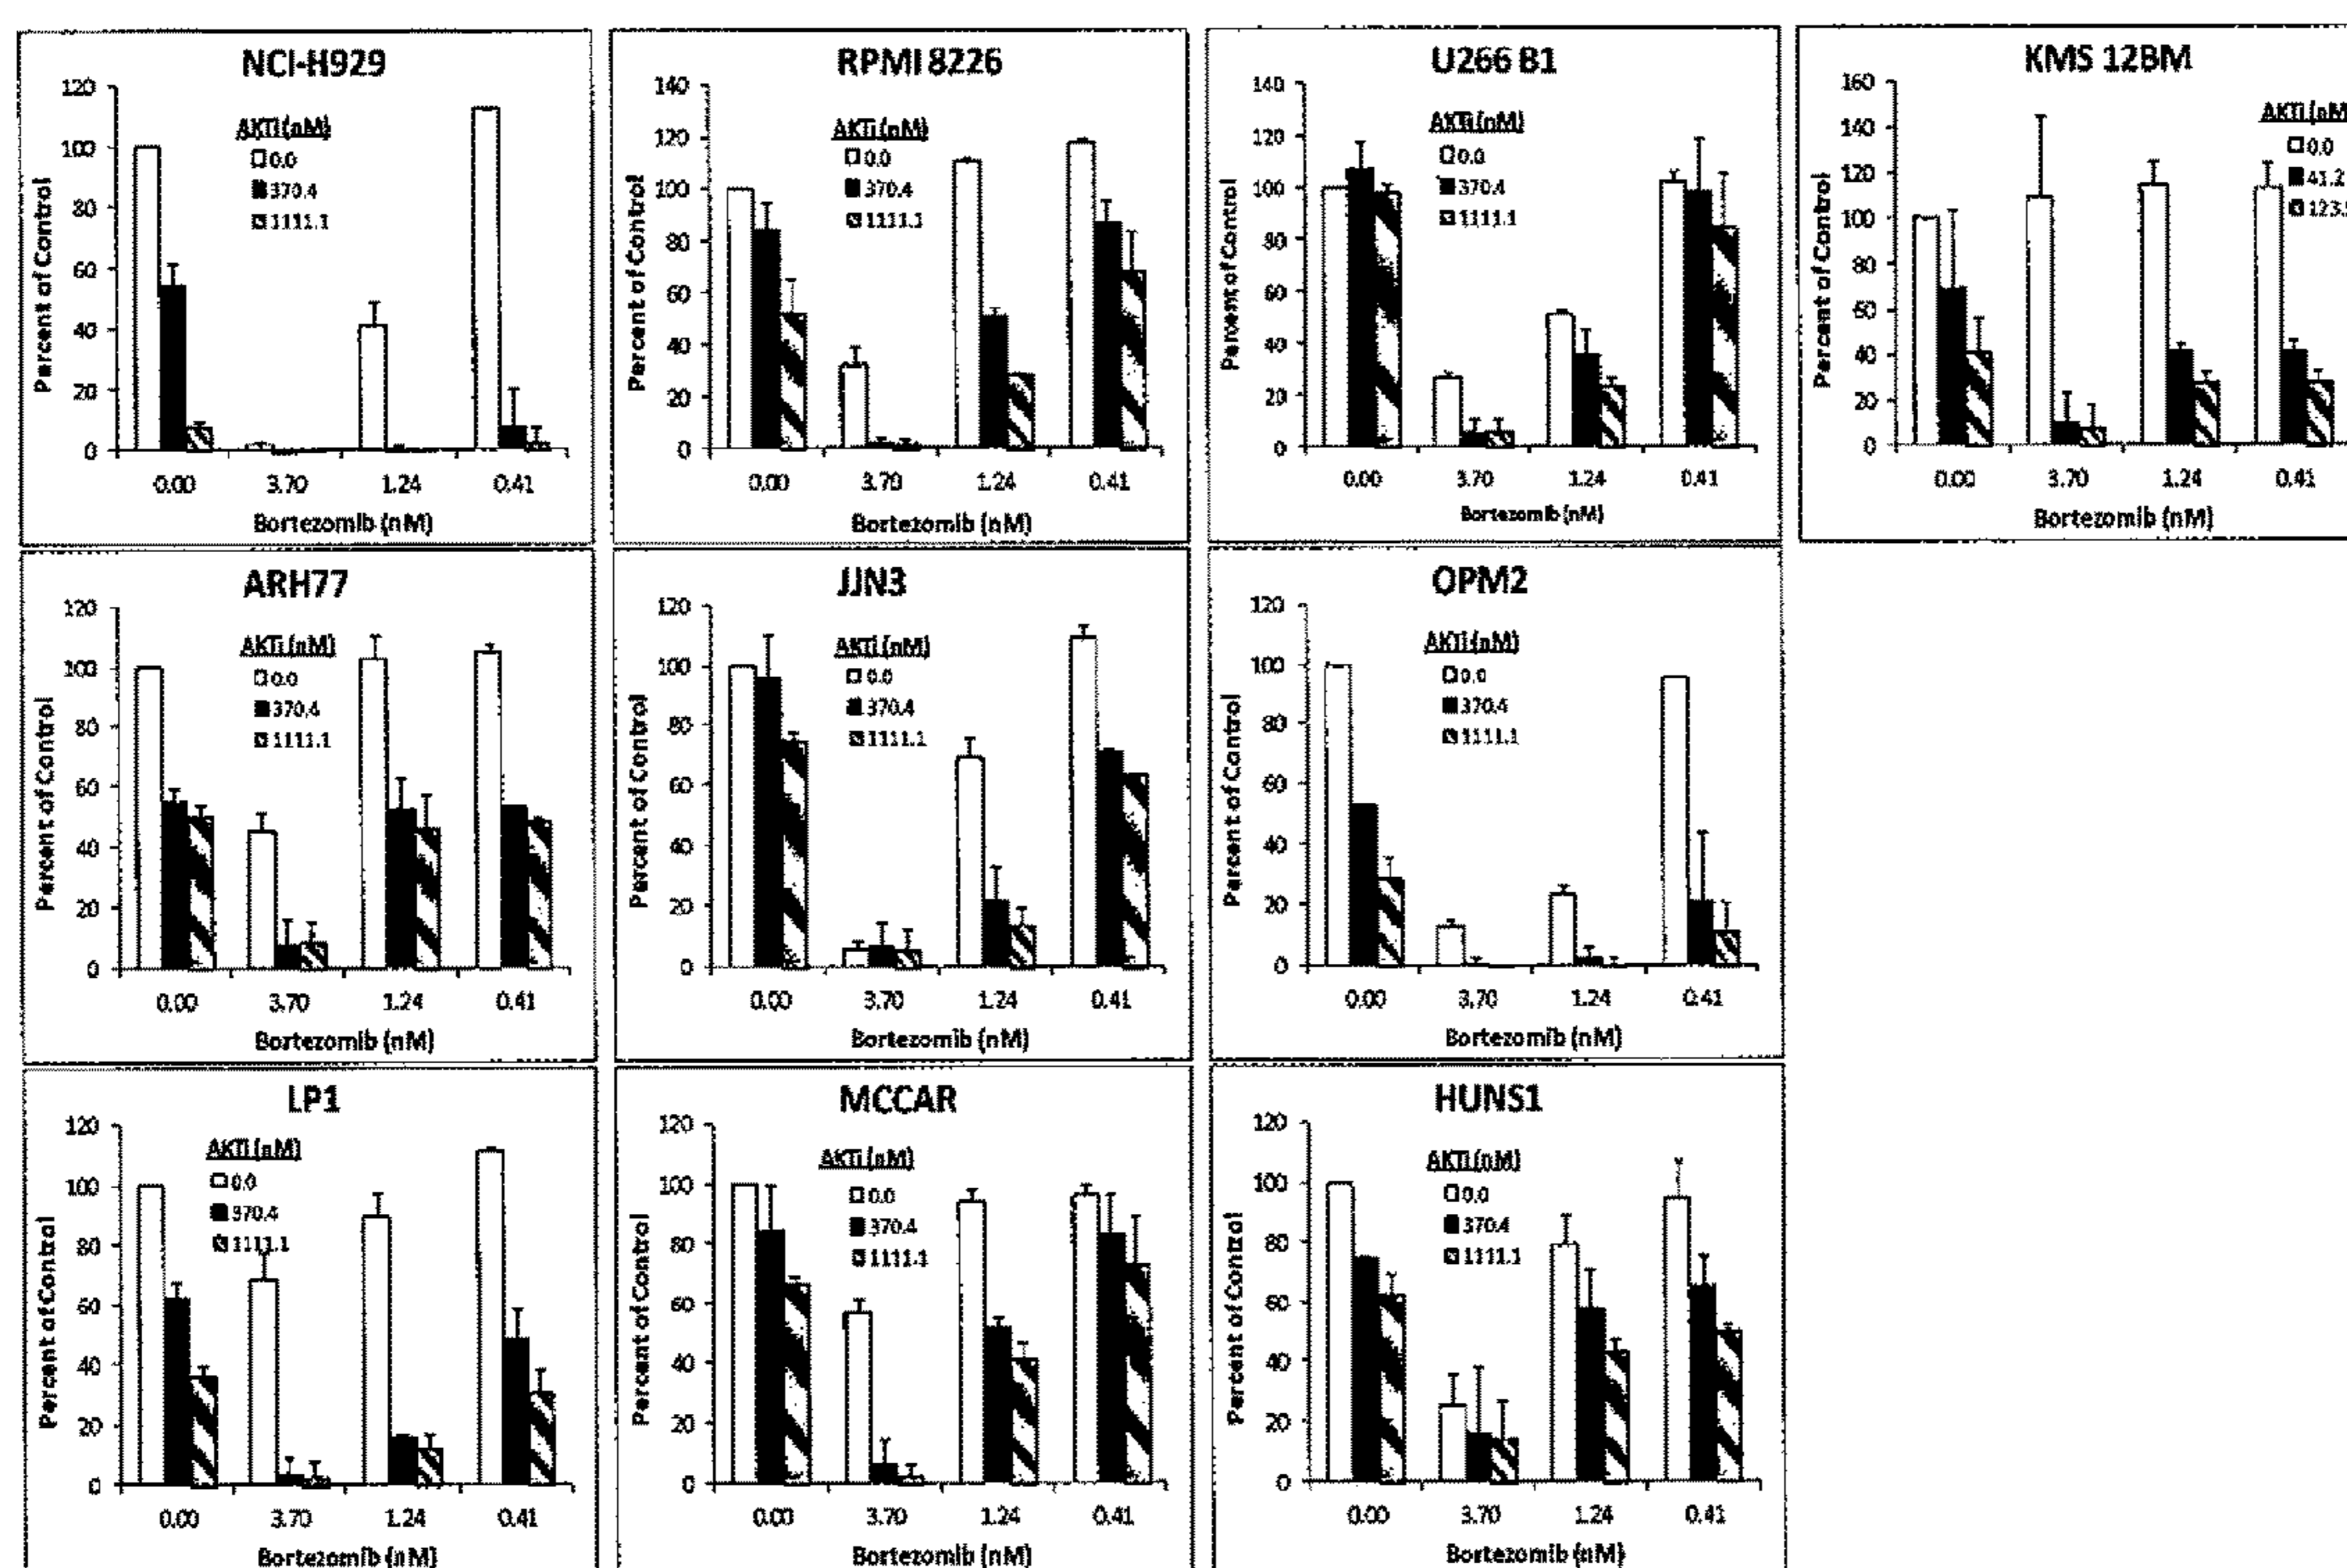 NCI-H929
120
100
80
60
40
20
0
Percent of Control
AKTi (nM)
0.0
370.4
1111.1
0.00 3.70 1.24 0.41
Bortezomib (nM)
RPMI 8226
140
120
100
80
60
40
20
0
Percent of Control
AKTi (nM)
0.0
370.4
1111.1
0.00 3.70 1.24 0.41
Bortezomib (nM)
U266 B1
140
120
100
80
60
40
20
0
Percent of Control
AKTi (nM)
0.0
370.4
1111.1
0.00 3.70 1.24 0.41
Bortezomib (nM)
KMS 12BM
160
140
120
100
80
60
40
20
0
Percent of Control
AKTi (nM
0.0
41.2
123.
0.00 3.70 1.24 0.41
Bortezomib (nM)
ARH77
120
100
80
60
40
20
0
Percent of Control
AKTi (nM)
0.0
370.4
1111.1
0.00 3.70 1.24 0.41
Bortezomib (nM)
JJN3
120
100
80
60
40
20
0
Percent of Control
AKTi (nM)
0.0
370.4
1111.1
0.00 3.70 1.24 0.41
Bortezomib (nM)
OPM2
120
100
80
60
40
20
0
Percent of Control
AKTi (nM)
0.0
370.4
1111.1
0.00 3.70 1.24 0.41
Bortezomib (nM)
LP1
120
100
80
60
40
20
0
Percent of Control
AKTi (nM)
0.0
370.4
1111.1
0.00 3.70 1.24 0.41
Bortezomib (nM)
MCCAR
120
100
80
60
40
20
0
Percent of Control
AKTi (nM)
0.0
370.4
1111.1
0.00 3.70 1.24 0.41
Bortezomib (nM)
HUNS1
120
100
80
60
40
20
0
Percent of Control
AKTi (nM)
0.0
370.4
1111.1
0.00 3.70 1.24 0.41
Bortezomib (nM)